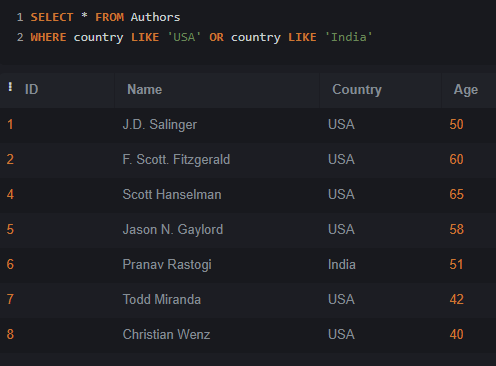 1 SELECT * FROM Authors
2 WHERE country LIKE 'USA' OR country LIKE 'India'
ID Name Country Age
1 J.D. Salinger USA 50
2 F. Scott. Fitzgerald USA 60
4 Scott Hanselman USA 65
5 Jason N. Gaylord USA 58
6 Pranav Rastogi India 51
7 Todd Miranda USA 42
8 Christian Wenz USA 40